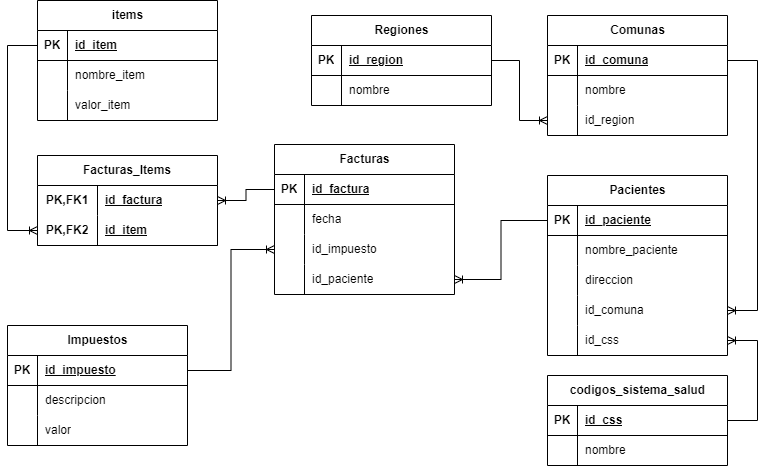 items
PK id_item
nombre_item
valor_item
Regiones
PK id_region
nombre
Comunas
PK id_comuna
nombre
id_region
Facturas_Items
PK,FK1 id_factura
PK,FK2 id_item
Facturas
PK id_factura
fecha
id_impuesto
id_paciente
Pacientes
PK id_paciente
nombre_paciente
direccion
id_comuna
id_css
Impuestos
PK id_impuesto
descripcion
valor
codigos_sistema_salud
PK id_css
nombre